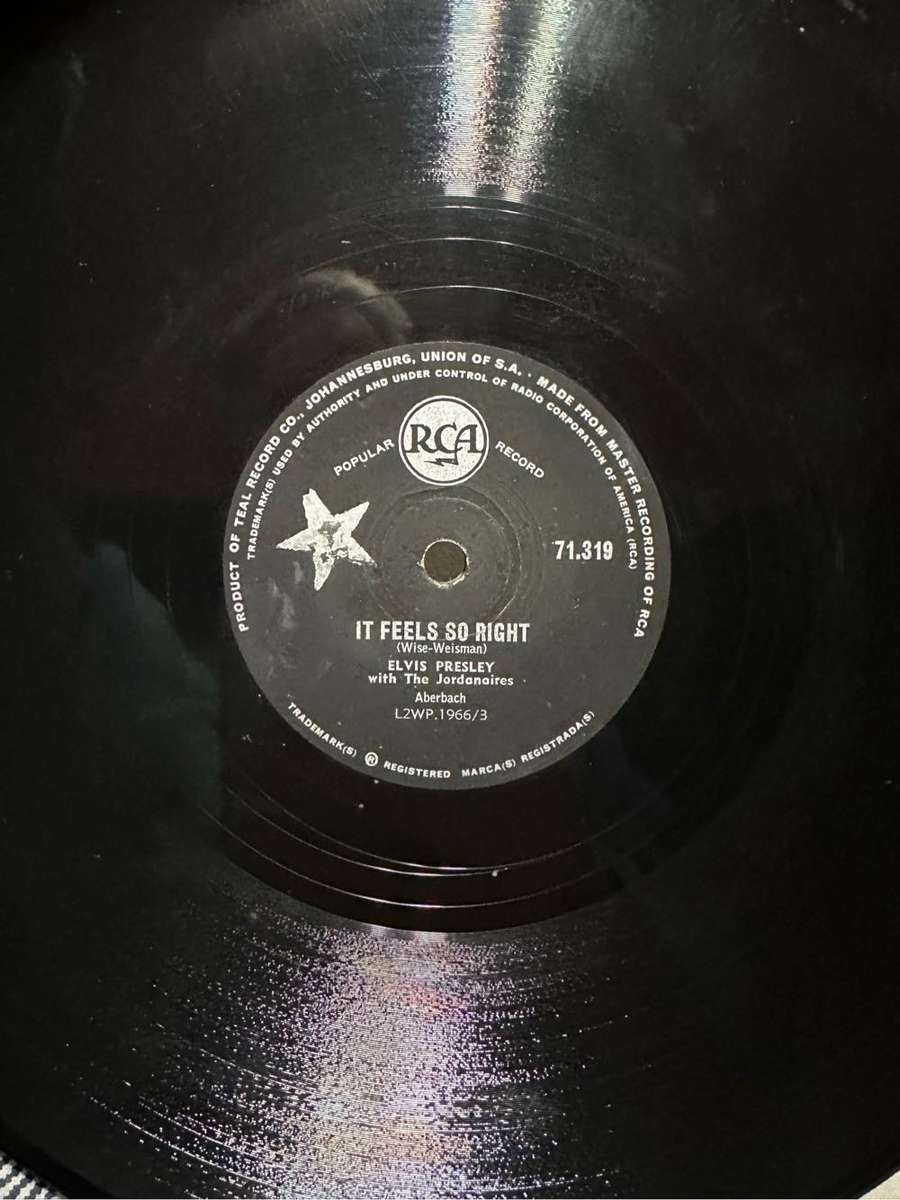 PRODUCT OF TEAL RECORD CO., JOHANNESBURG, UNION OF S.A. · MADE FROM MASTER RECORDING OF RCA
TRADEMARK(S) USED BY AUTHORITY AND UNDER CONTROL OF RADIO CORPORATION OF AMERICA (RCA)
RCA
POPULAR RECORD
71.319
IT FEELS SO RIGHT
(Wise-Weisman)
ELVIS PRESLEY
with The Jordanaires
Aberbach
L2WP.1966/3
TRADEMARK(S) ® REGISTERED MARCA(S) REGISTRADA(S)